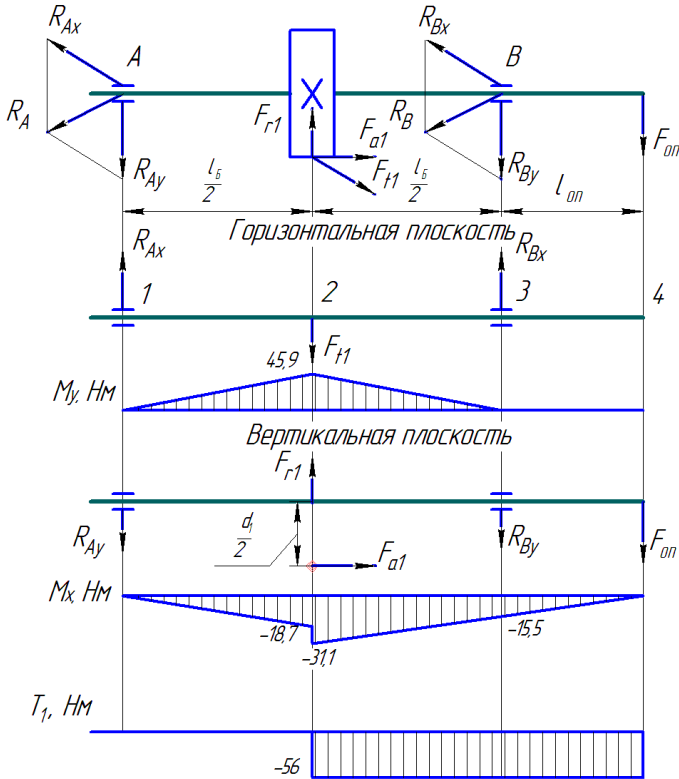 R_Ax A R_Bx B
R_A F_r1 F_a1 R_B F_оп
R_Ay l_Б/2 F_t1 l_Б/2 R_By l_оп
Горизонтальная плоскость
R_Ax R_Bx
1 2 3 4
45,9 F_t1
My, Нм
Вертикальная плоскость
F_r1
R_Ay d_1/2 F_a1 R_By F_оп
Mx, Нм
-18,7 -15,5
-31,1
T_1, Нм
-56